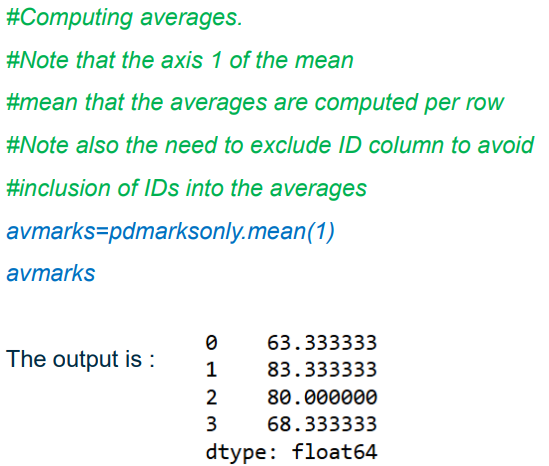 #Computing averages.
#Note that the axis 1 of the mean
#mean that the averages are computed per row
#Note also the need to exclude ID column to avoid
#inclusion of IDs into the averages
avmarks=pdmarksonly.mean(1)
avmarks
The output is :
0 63.333333
1 83.333333
2 80.000000
3 68.333333
dtype: float64